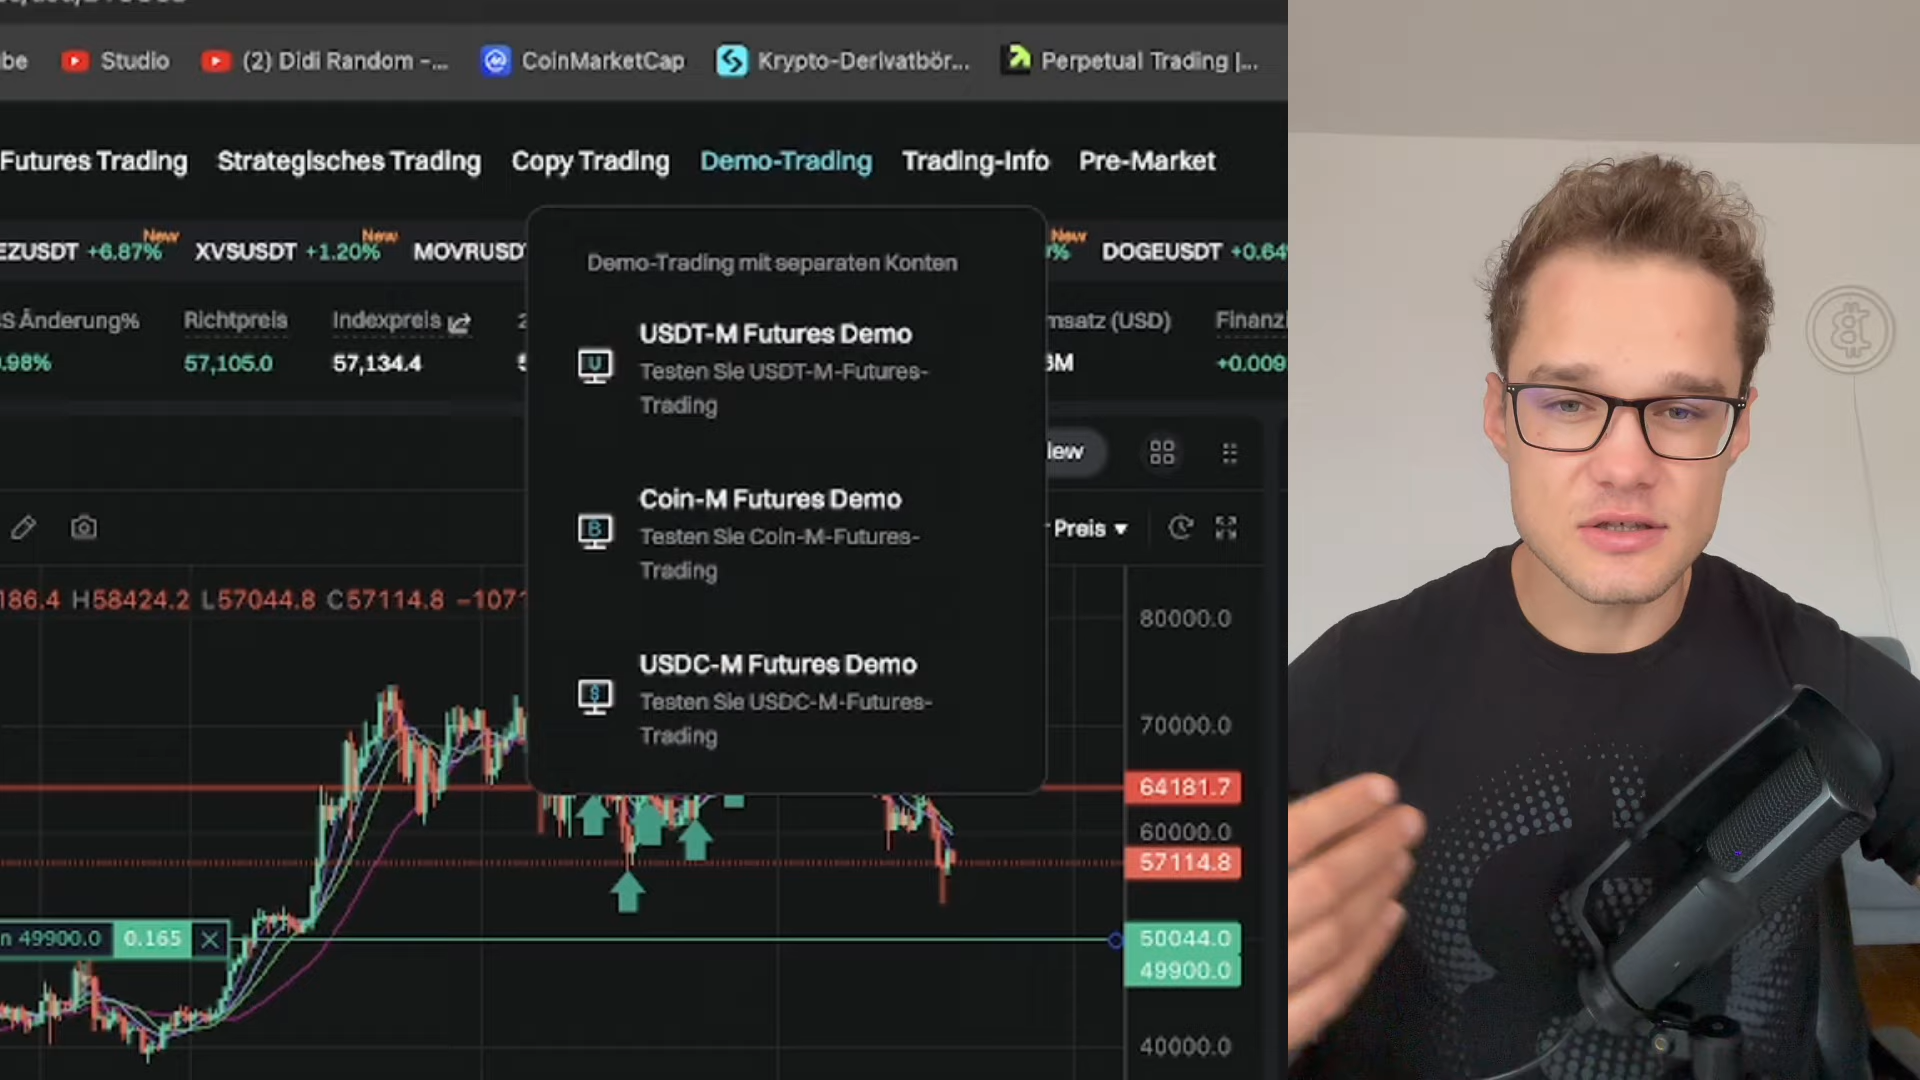 be Studio (2) Didi Random -... CoinMarketCap Krypto-Derivatbör... Perpetual Trading |...
Futures Trading Strategisches Trading Copy Trading Demo-Trading Trading-Info Pre-Market
EZUSDT +6.87% New XVSUSDT +1.20% New MOVRUSD New DOGEUSDT +0.64
Demo-Trading mit separaten Konten
S Änderung% Richtpreis Indexpreis msatz (USD) Finanz
.98% 57,105.0 57,134.4 M +0.009
USDT-M Futures Demo
Testen Sie USDT-M-Futures-
Trading
iew
Coin-M Futures Demo
Testen Sie Coin-M-Futures-
Trading
Preis
186.4 H58424.2 L57044.8 C57114.8 −107
USDC-M Futures Demo
Testen Sie USDC-M-Futures-
Trading
80000.0
70000.0
64181.7
60000.0
57114.8
n 49900.0 0.165
50044.0
49900.0
40000.0